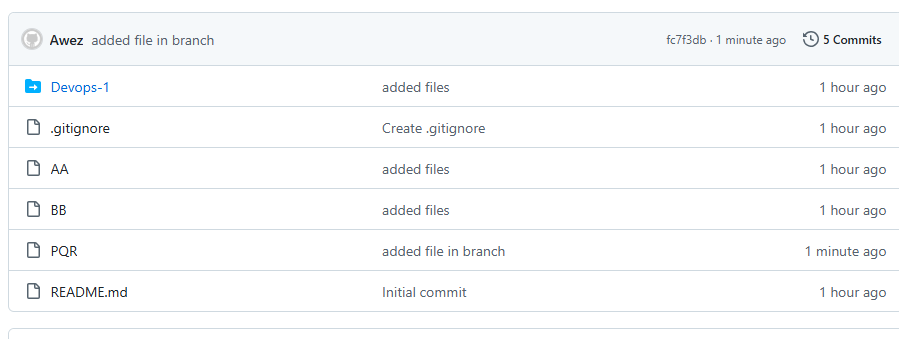 Awez added file in branch fc7f3db · 1 minute ago 5 Commits
Devops-1 added files 1 hour ago
.gitignore Create .gitignore 1 hour ago
AA added files 1 hour ago
BB added files 1 hour ago
PQR added file in branch 1 minute ago
README.md Initial commit 1 hour ago